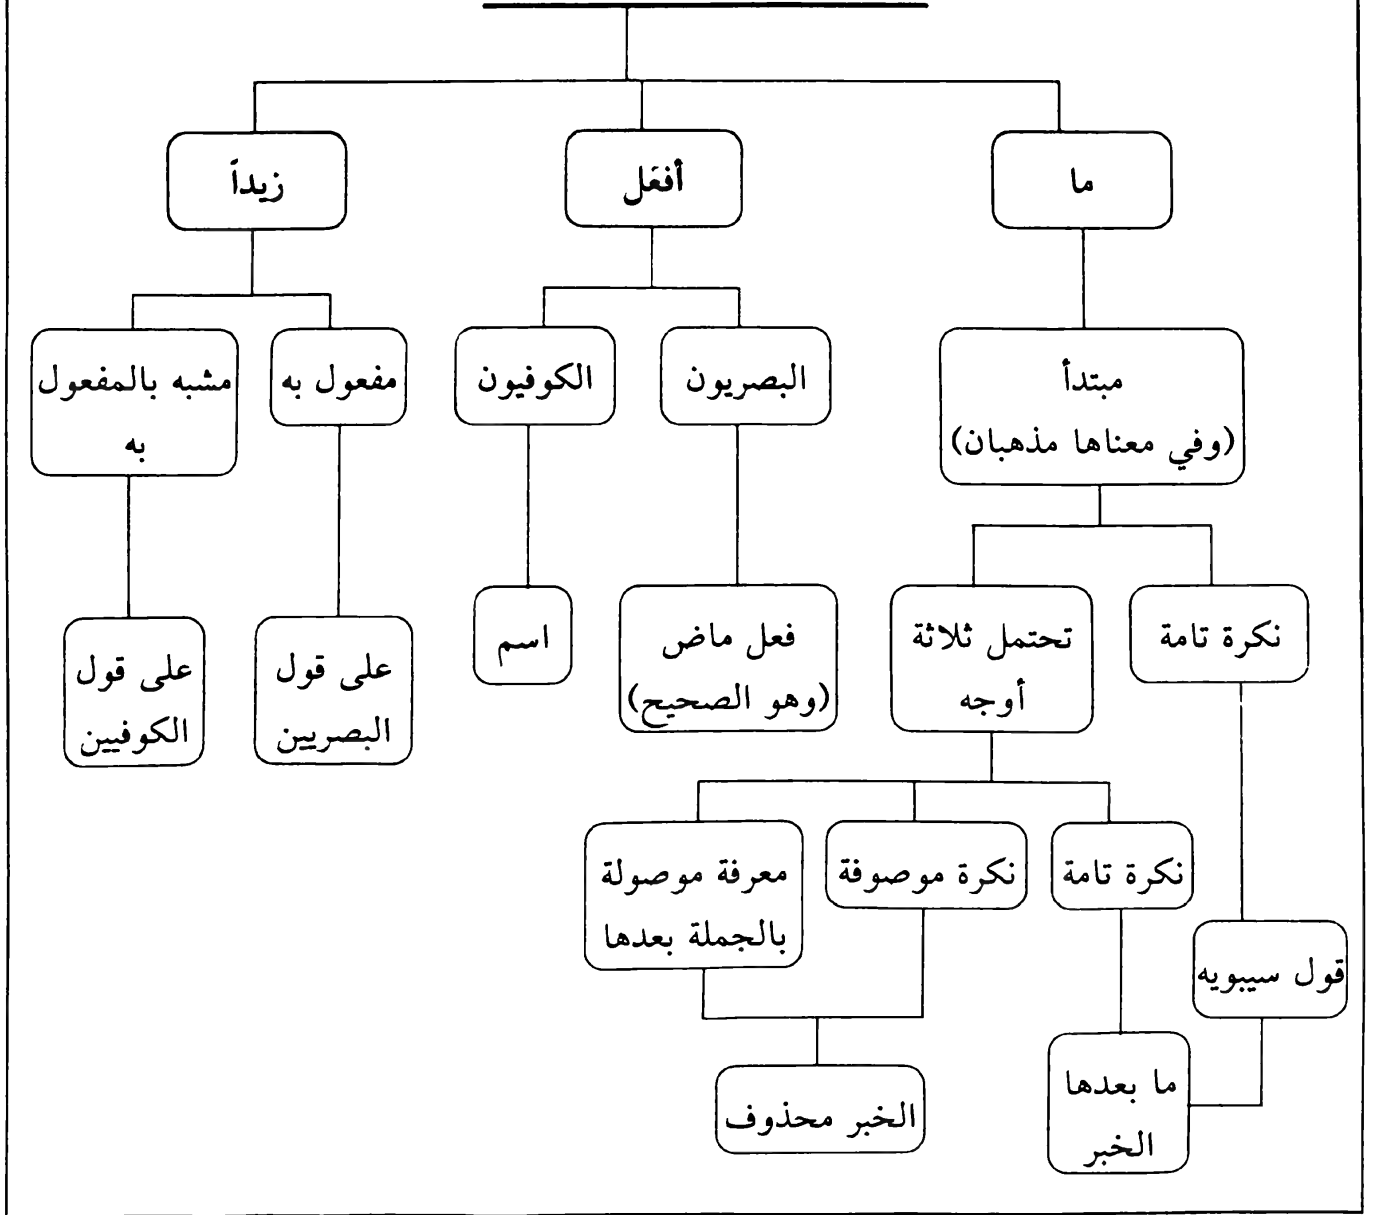 ما
أفعَل
زيداً
مبتدأ
(وفي معناها مذهبان)
البصريون
الكوفيون
مفعول به
مشبه بالمفعول
به
نكرة تامة
تحتمل ثلاثة
أوجه
فعل ماض
(وهو الصحيح)
اسم
على قول
البصريين
على قول
الكوفيين
نكرة تامة
نكرة موصوفة
معرفة موصولة
بالجملة بعدها
قول سيبويه
ما بعدها
الخبر
الخبر محذوف